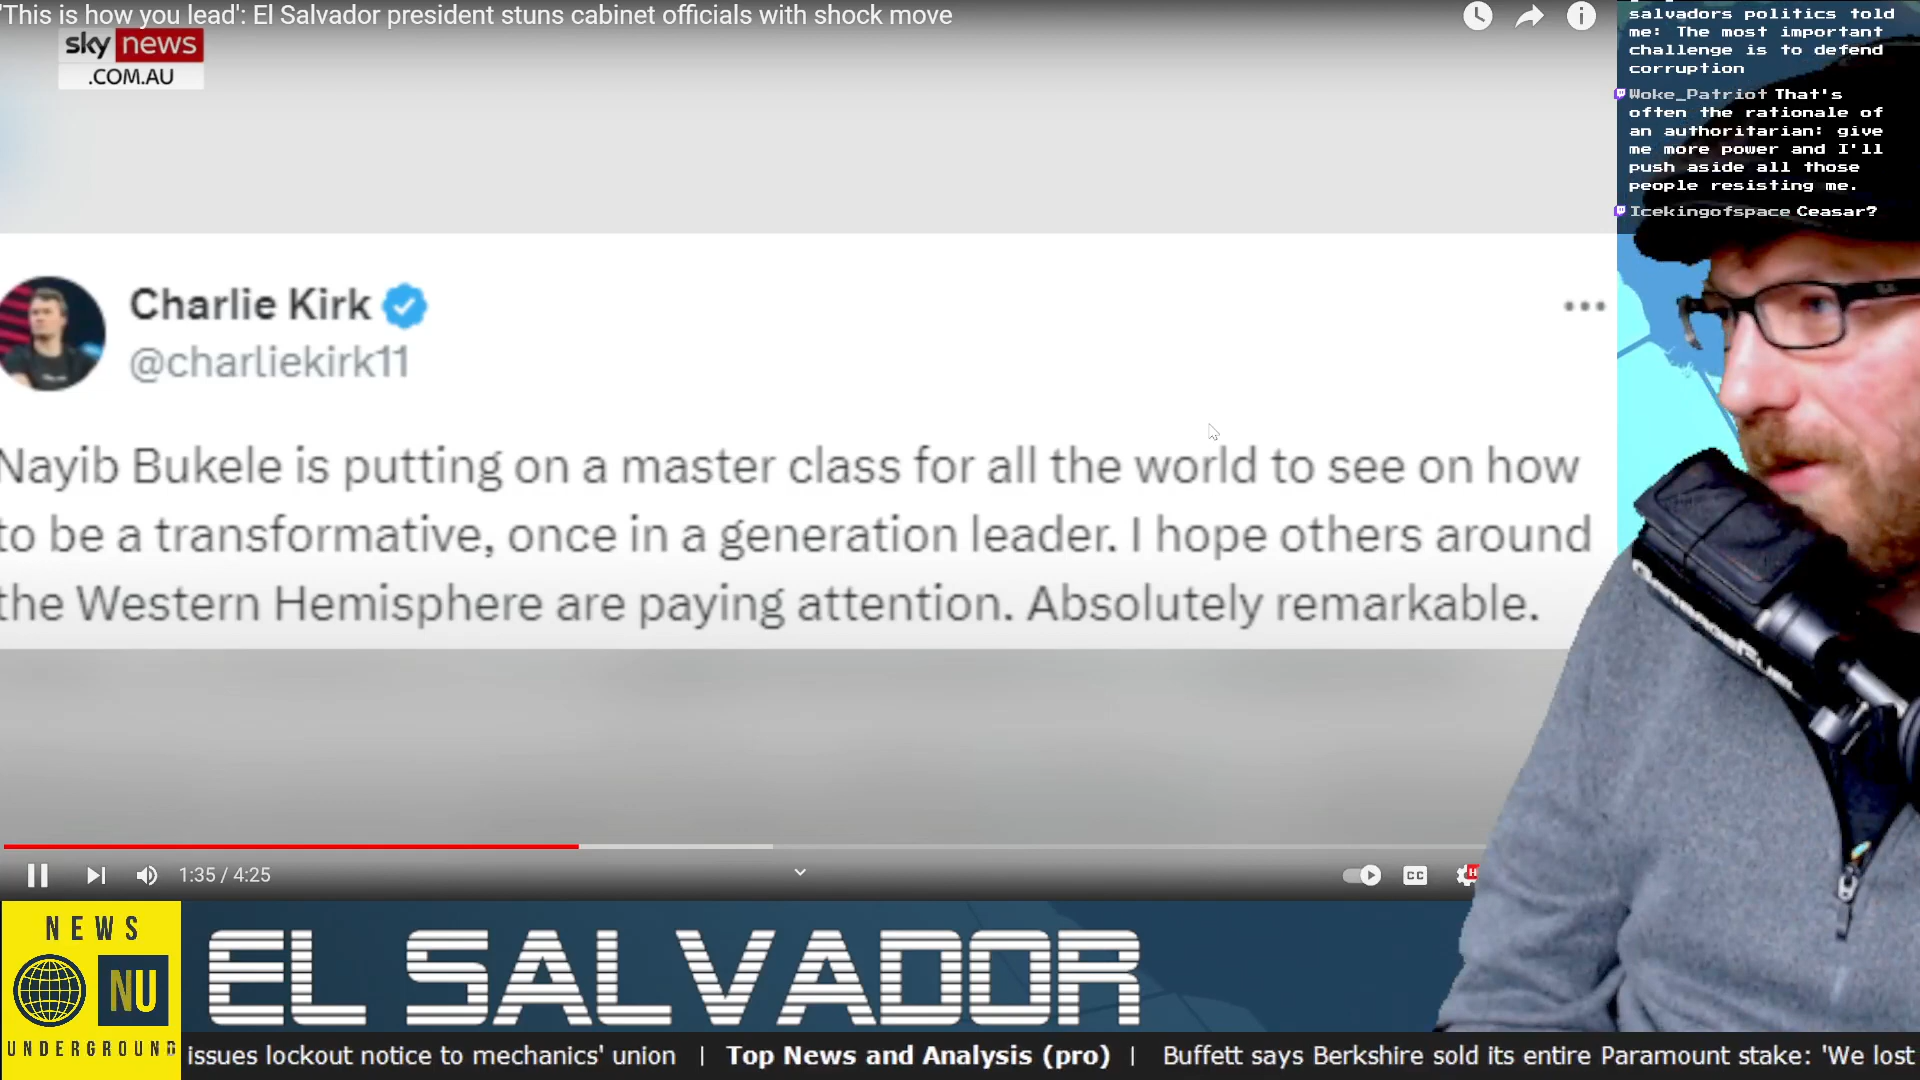 'This is how you lead': El Salvador president stuns cabinet officials with shock move
sky news
.COM.AU
salvadors politics told
me: The most important
challenge is to defend
corruption
Woke_Patriot That's
often the rationale of
an authoritarian: give
me more power and I'll
push aside all those
people resisting me.
Icekingofspace Ceasar?
Charlie Kirk
@charliekirk11
Nayib Bukele is putting on a master class for all the world to see on how
to be a transformative, once in a generation leader. I hope others around
the Western Hemisphere are paying attention. Absolutely remarkable.
1:35 / 4:25
CC
NEWS
NU
UNDERGROUND
EL SALVADOR
issues lockout notice to mechanics' union | Top News and Analysis (pro) | Buffett says Berkshire sold its entire Paramount stake: 'We lost